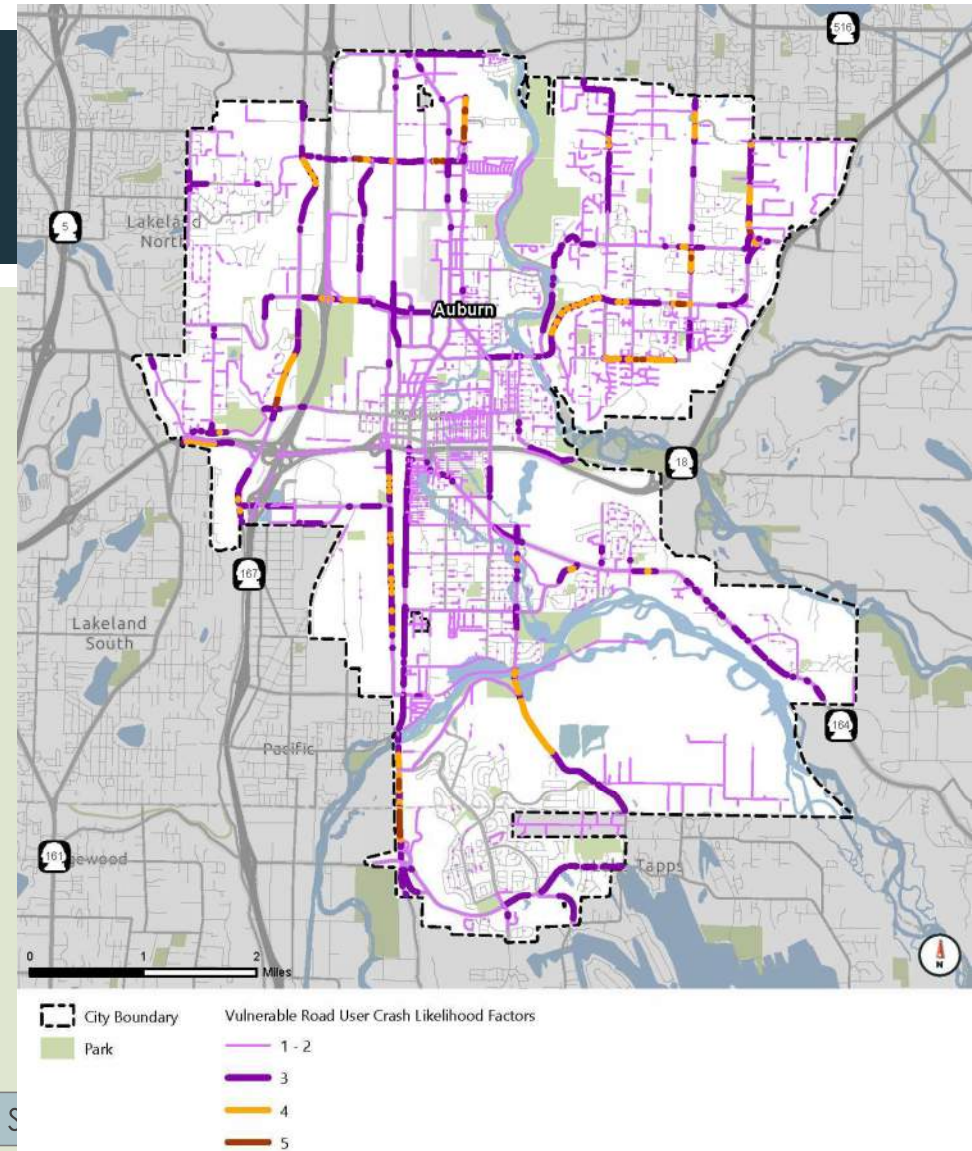 516
5
Lakeland
North
Auburn
18
167
Lakeland
South
Pacific
164
161
Tapps
0 1 2
Miles
N
City Boundary
Park
Vulnerable Road User Crash Likelihood Factors
1 - 2
3
4
5
S